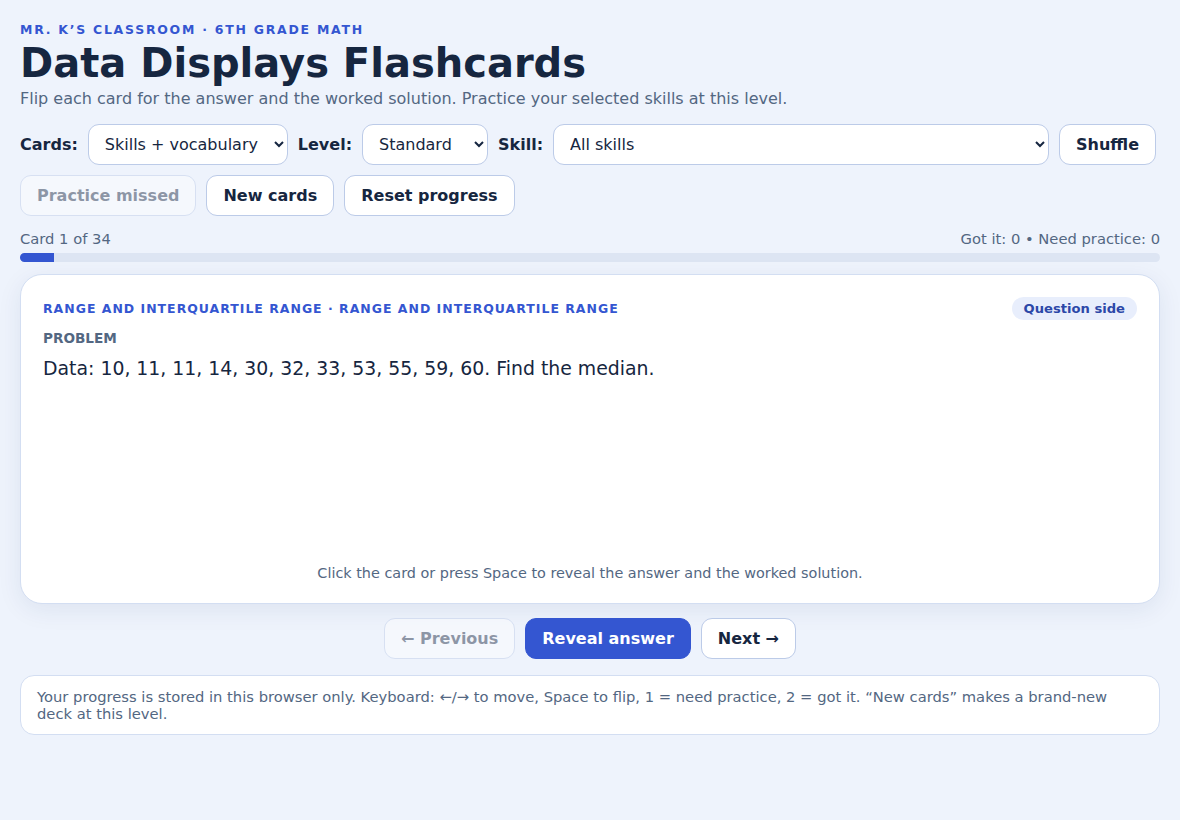 MR. K’S CLASSROOM · 6TH GRADE MATH
Data Displays Flashcards
Flip each card for the answer and the worked solution. Practice your selected skills at this level.
Cards: Skills + vocabulary Level: Standard Skill: All skills Shuffle
Practice missed New cards Reset progress
Card 1 of 34 Got it: 0 • Need practice: 0
RANGE AND INTERQUARTILE RANGE · RANGE AND INTERQUARTILE RANGE Question side
PROBLEM
Data: 10, 11, 11, 14, 30, 32, 33, 53, 55, 59, 60. Find the median.
Click the card or press Space to reveal the answer and the worked solution.
← Previous Reveal answer Next →
Your progress is stored in this browser only. Keyboard: ←/→ to move, Space to flip, 1 = need practice, 2 = got it. “New cards” makes a brand-new
deck at this level.